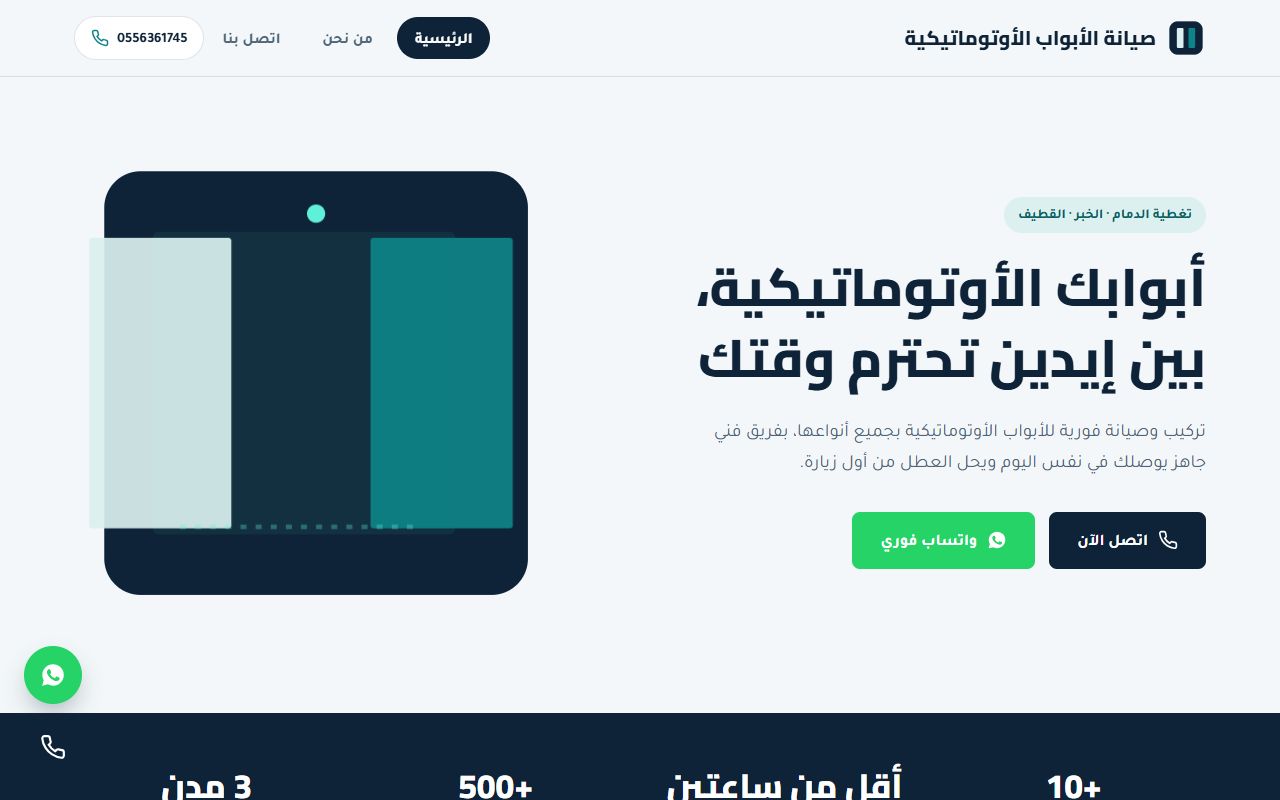 صيانة الأبواب الأوتوماتيكية
الرئيسية
من نحن
اتصل بنا
0556361745
تغطية الدمام · الخبر · القطيف
أبوابك الأوتوماتيكية،
بين إيدين تحترم وقتك
تركيب وصيانة فورية للأبواب الأوتوماتيكية بجميع أنواعها، بفريق فني
جاهز يوصلك في نفس اليوم ويحل العطل من أول زيارة.
اتصل الآن
واتساب فوري
10+
أقل من ساعتين
500+
3 مدن